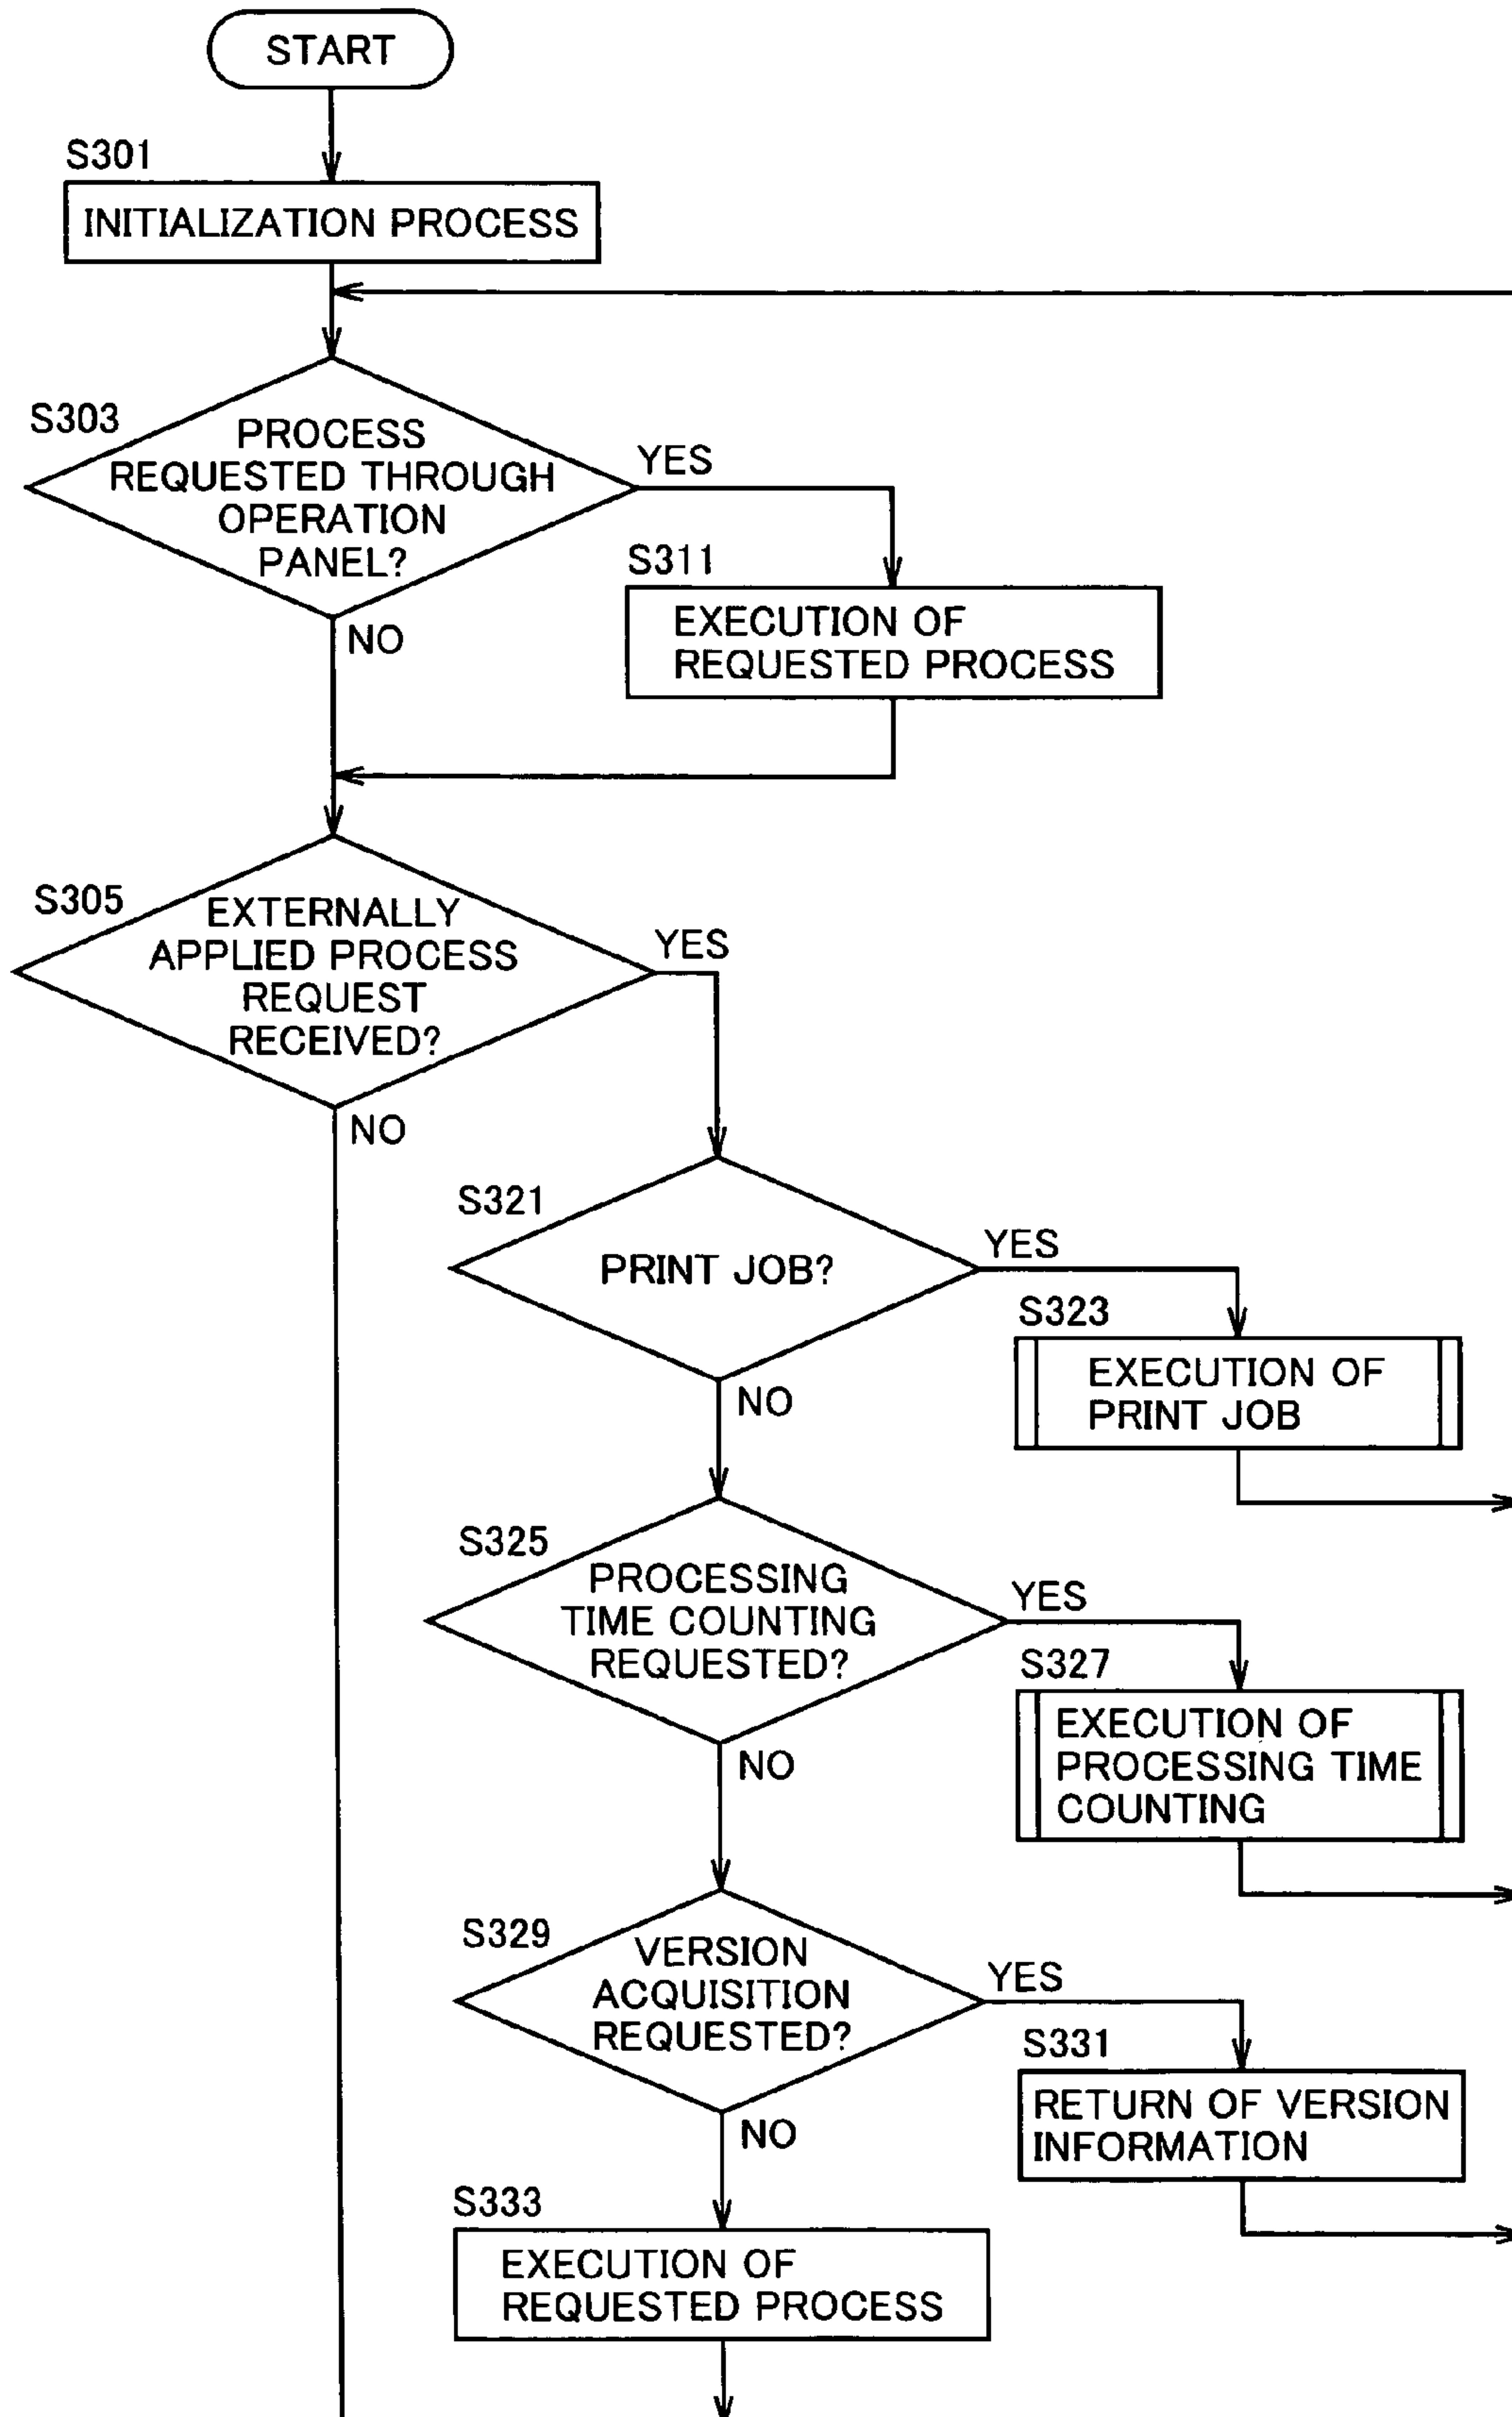 START
S301
INITIALIZATION PROCESS
S303
PROCESS
REQUESTED THROUGH
OPERATION
PANEL?
YES
NO
S311
EXECUTION OF
REQUESTED PROCESS
S305
EXTERNALLY
APPLIED PROCESS
REQUEST
RECEIVED?
YES
NO
S321
PRINT JOB?
YES
NO
S323
EXECUTION OF
PRINT JOB
S325
PROCESSING
TIME COUNTING
REQUESTED?
YES
NO
S327
EXECUTION OF
PROCESSING TIME
COUNTING
S329
VERSION
ACQUISITION
REQUESTED?
YES
NO
S331
RETURN OF VERSION
INFORMATION
S333
EXECUTION OF
REQUESTED PROCESS